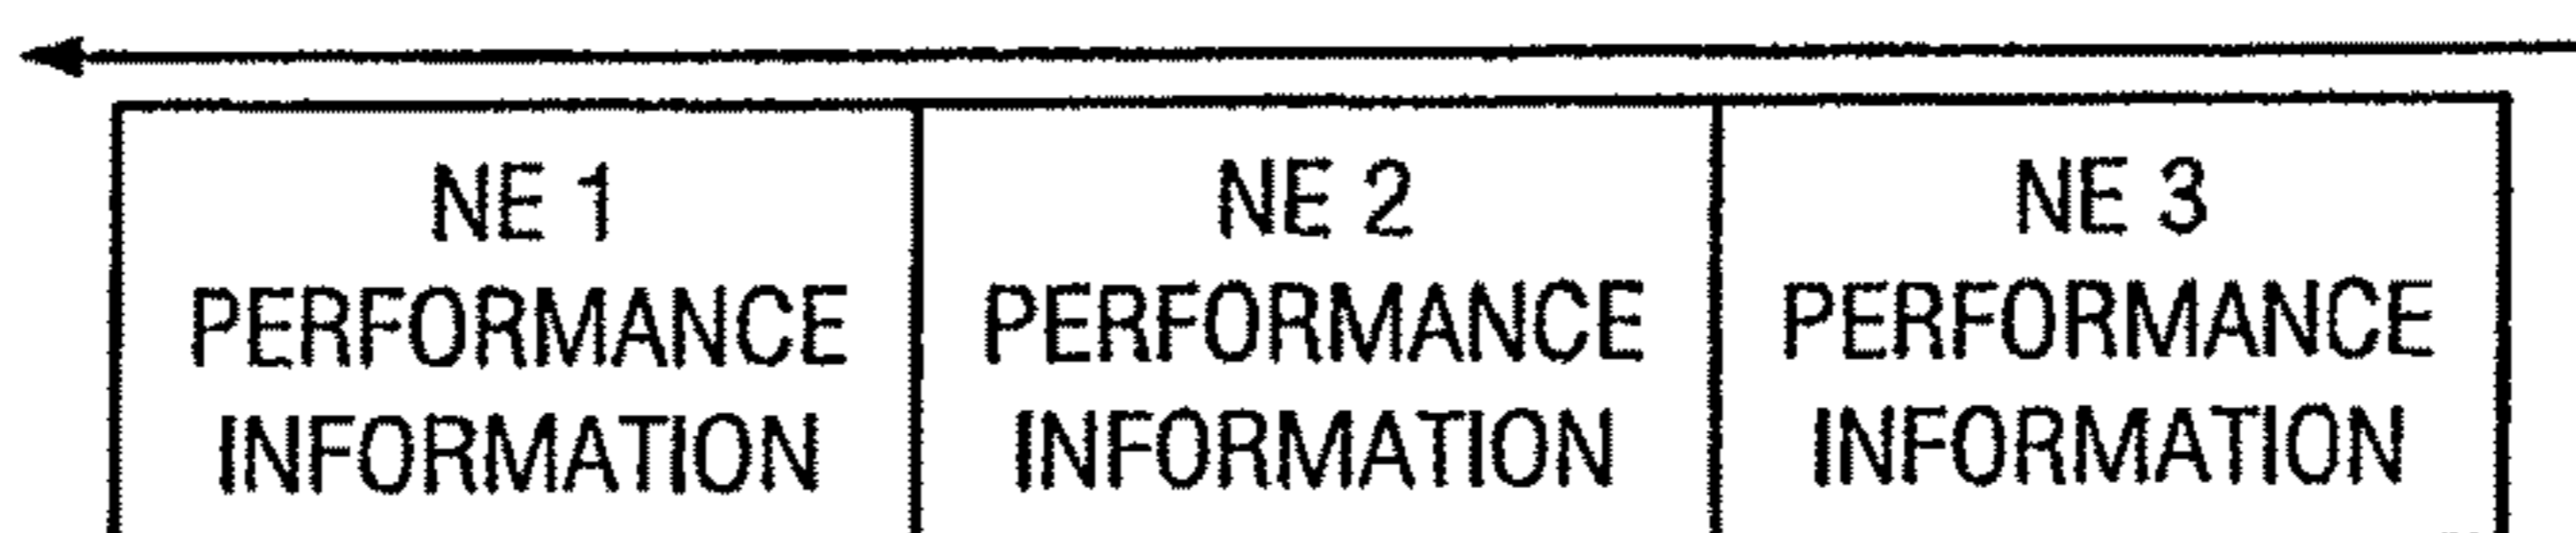 NE 1
PERFORMANCE
INFORMATION
NE 2
PERFORMANCE
INFORMATION
NE 3
PERFORMANCE
INFORMATION